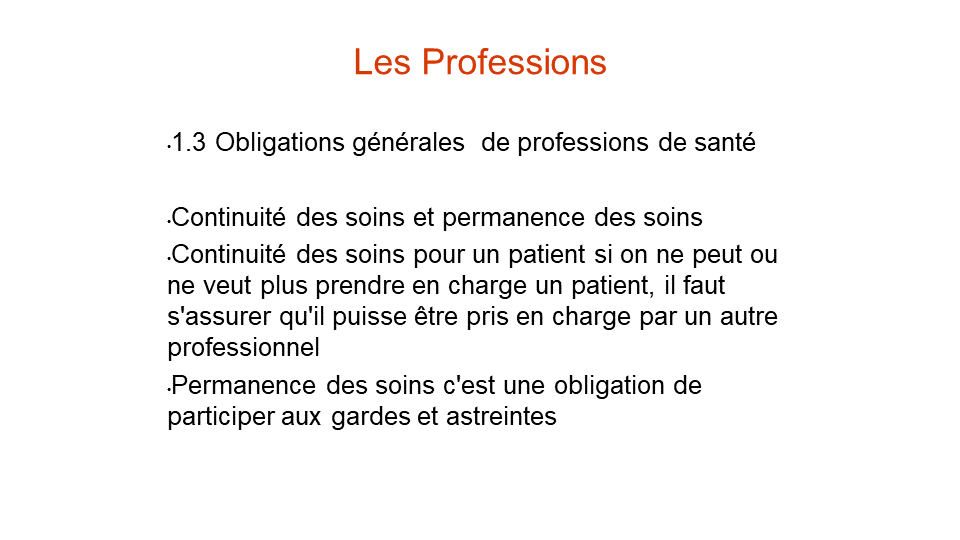 Les Professions
·1.3 Obligations générales  de professions de santé
·Continuité des soins et permanence des soins
·Continuité des soins pour un patient si on ne peut ou
ne veut plus prendre en charge un patient, il faut
s'assurer qu'il puisse être pris en charge par un autre
professionnel
·Permanence des soins c'est une obligation de
participer aux gardes et astreintes